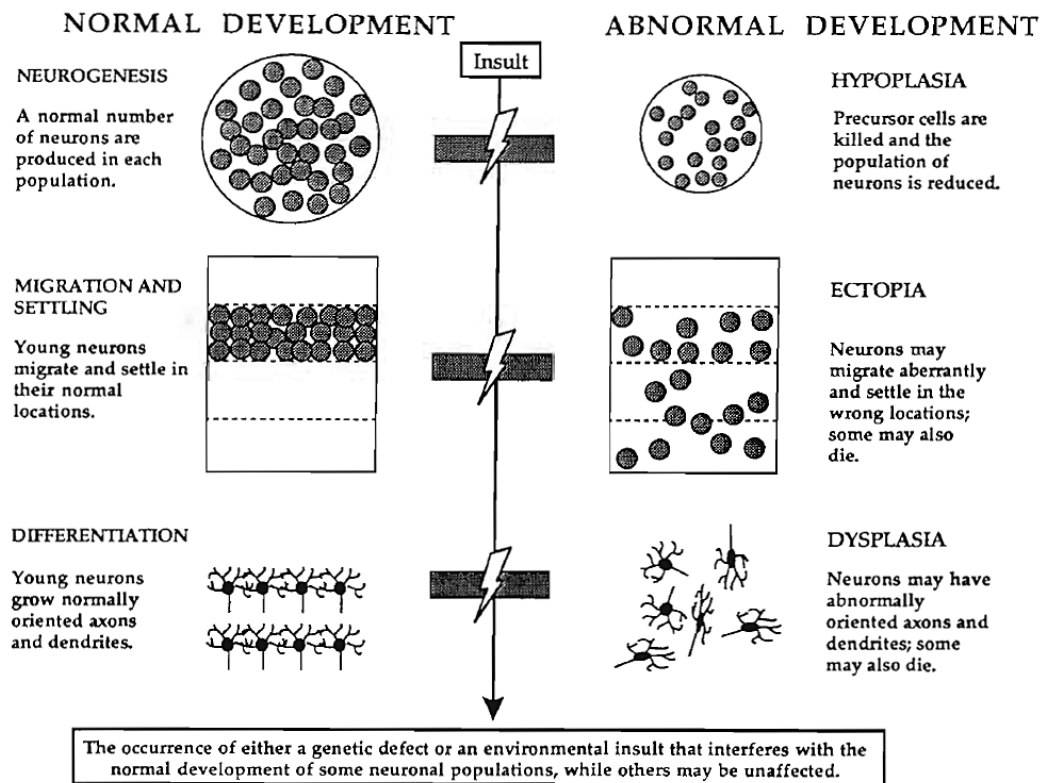 NORMAL DEVELOPMENT
ABNORMAL DEVELOPMENT
Insult
NEUROGENESIS
A normal number
of neurons are
produced in each
population.
HYPOPLASIA
Precursor cells are
killed and the
population of
neurons is reduced.
MIGRATION AND
SETTLING
Young neurons
migrate and settle in
their normal
locations.
ECTOPIA
Neurons may
migrate aberrantly
and settle in the
wrong locations;
some may also
die.
DIFFERENTIATION
Young neurons
grow normally
oriented axons
and dendrites.
DYSPLASIA
Neurons may have
abnormally
oriented axons and
dendrites; some
may also die.
The occurrence of either a genetic defect or an environmental insult that interferes with the
normal development of some neuronal populations, while others may be unaffected.